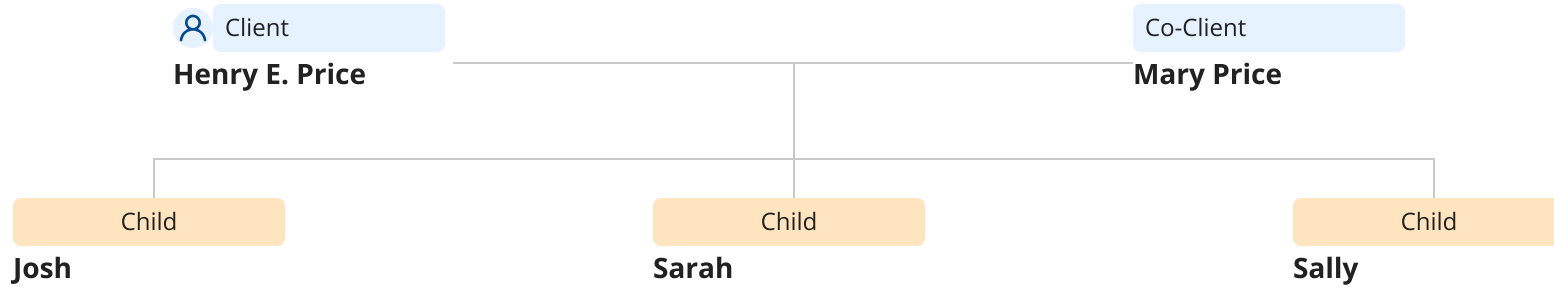 Client
Co-Client
Henry E. Price
Mary Price
Child
Child
Child
Josh
Sarah
Sally